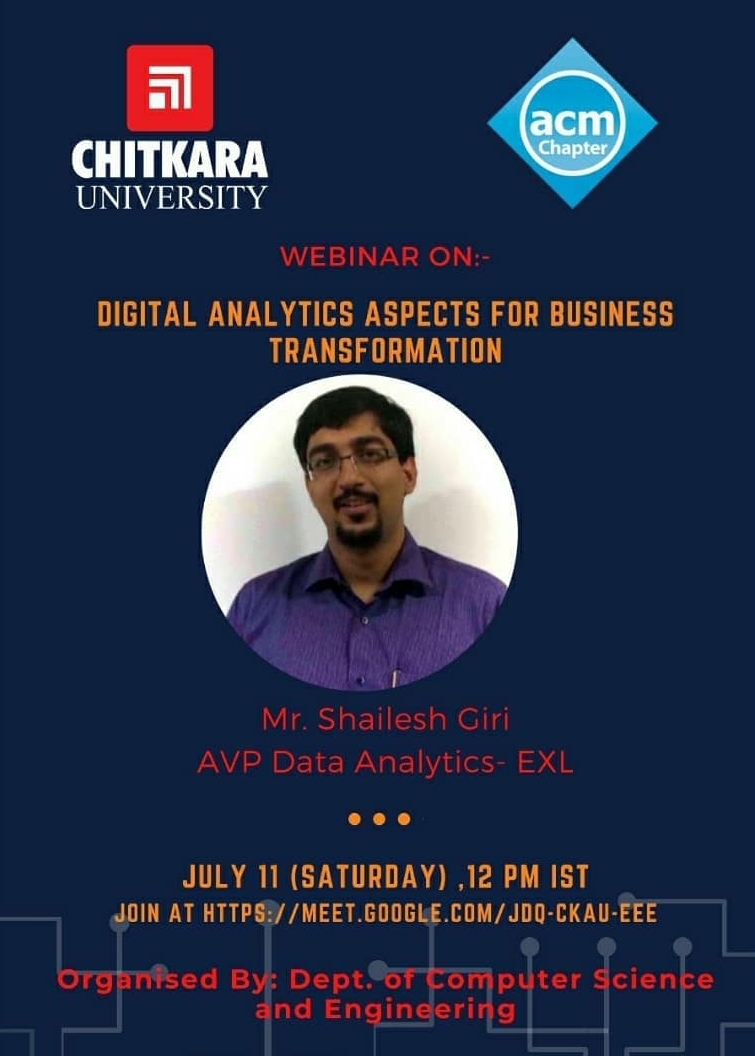 CHITKARA
UNIVERSITY
acm
Chapter
WEBINAR ON:-
DIGITAL ANALYTICS ASPECTS FOR BUSINESS
TRANSFORMATION
Mr. Shailesh Giri
AVP Data Analytics- EXL
JULY 11 (SATURDAY) ,12 PM IST
JOIN AT HTTPS://MEET.GOOGLE.COM/JDQ-CKAU-EEE
Organised By: Dept. of Computer Science
and Engineering